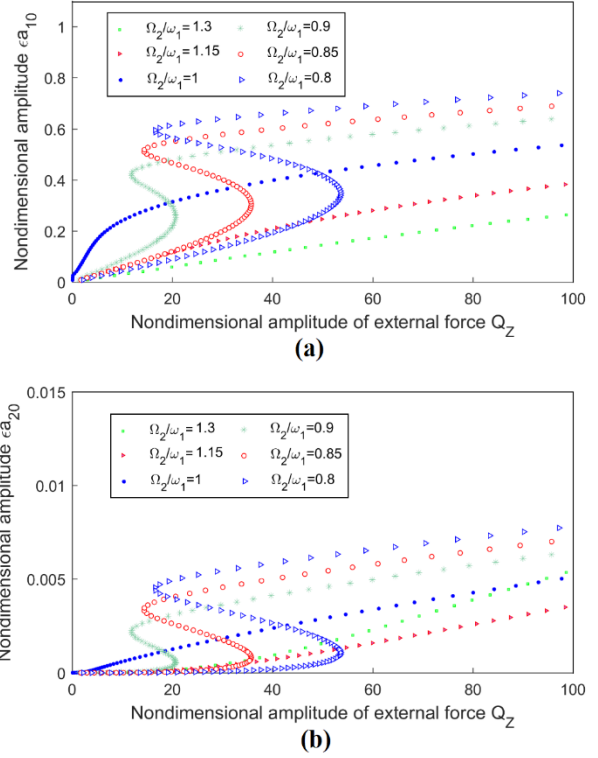 (a)
Nondimensional amplitude ϵa₁₀
1
0.8
0.6
0.4
0.2
0
Ω₂/ω₁= 1.3
Ω₂/ω₁=0.9
Ω₂/ω₁= 1.15
Ω₂/ω₁=0.85
Ω₂/ω₁=1
Ω₂/ω₁=0.8
0 20 40 60 80 100
Nondimensional amplitude of external force Q_Z
(a)
Nondimensional amplitude ϵa₂₀
0.015
0.01
0.005
0
Ω₂/ω₁= 1.3
Ω₂/ω₁=0.9
Ω₂/ω₁= 1.15
Ω₂/ω₁=0.85
Ω₂/ω₁=1
Ω₂/ω₁=0.8
0 20 40 60 80 100
Nondimensional amplitude of external force Q_Z
(b)